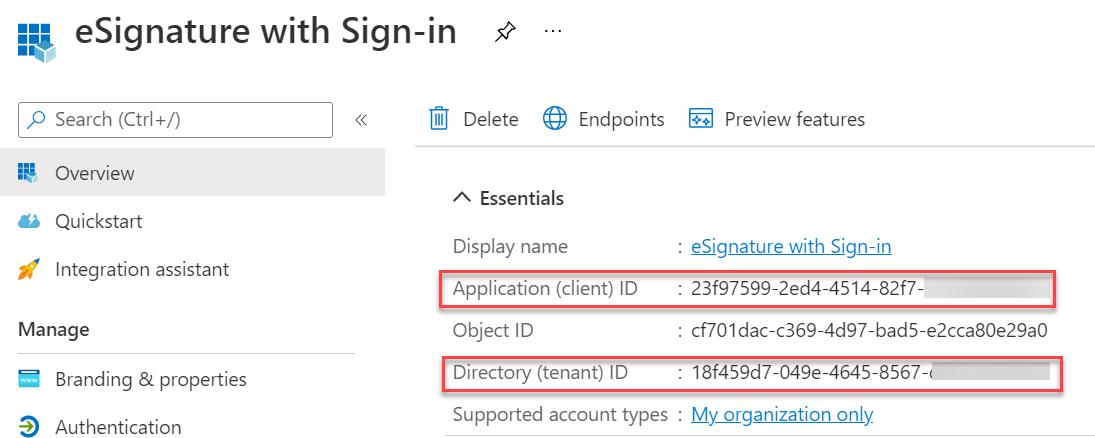 eSignature with Sign-in
Search (Ctrl+/)
Overview
Quickstart
Integration assistant
Manage
Branding & properties
Authentication
Delete Endpoints Preview features
Essentials
Display name : eSignature with Sign-in
Application (client) ID : 23f97599-2ed4-4514-82f7-
Object ID : cf701dac-c369-4d97-bad5-e2cca80e29a0
Directory (tenant) ID : 18f459d7-049e-4645-8567-
Supported account types : My organization only